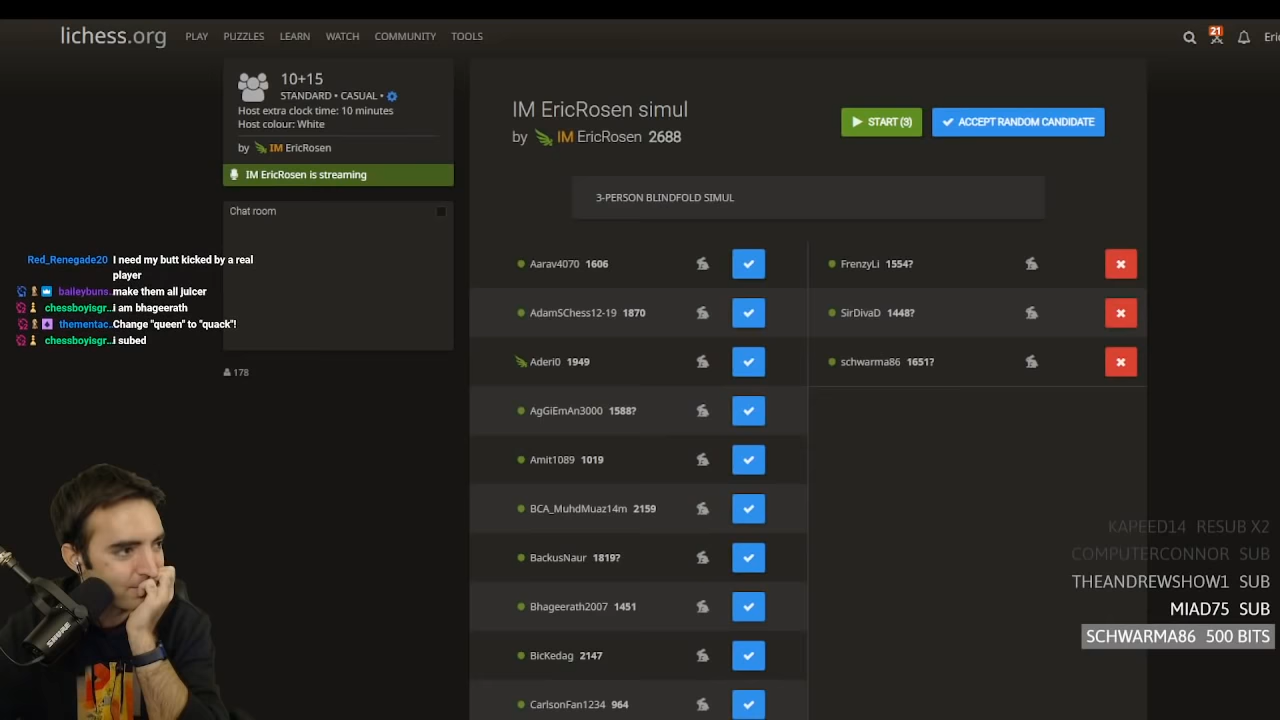 lichess.org PLAY PUZZLES LEARN WATCH COMMUNITY TOOLS
21
10+15
STANDARD • CASUAL •
Host extra clock time: 10 minutes
Host colour: White
by IM EricRosen
IM EricRosen is streaming
Chat room
Red_Renegade20 I need my butt kicked by a real
player
baileybuns.. make them all juicer
chessboyisgr.. i am bhageerath
thementac.. Change "queen" to "quack"!
chessboyisgr.. i subed
178
IM EricRosen simul
by IM EricRosen 2688
START (3)
ACCEPT RANDOM CANDIDATE
3-PERSON BLINDFOLD SIMUL
Aarav4070 1606
AdamSChess12-19 1870
Aderi0 1949
AgGiEmAn3000 1588?
Amit1089 1019
BCA_MuhdMuaz14m 2159
BackusNaur 1819?
Bhageerath2007 1451
BicKedag 2147
CarlsonFan1234 964
FrenzyLi 1554?
SirDivaD 1448?
schwarma86 1651?
KAPEED14 RESUB X2
COMPUTERCONNOR SUB
THEANDREWSHOW1 SUB
MIAD75 SUB
SCHWARMA86 500 BITS